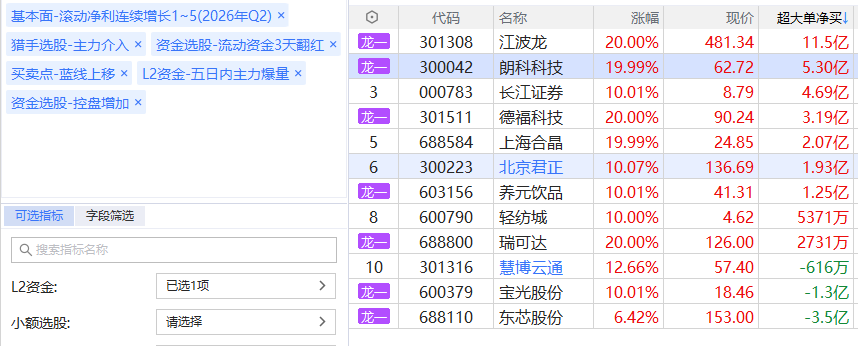 基本面-滚动净利连续增长1~5(2026年Q2) ×
猎手选股-主力介入 × 资金选股-流动资金3天翻红 ×
买卖点-蓝线上移 × L2资金-五日内主力爆量 ×
资金选股-控盘增加 ×
可选指标 字段筛选
搜索指标名称
L2资金: 已选1项
小额选股: 请选择
代码 名称 涨幅 现价 超大单净买↓
龙一 301308 江波龙 20.00% 481.34 11.5亿
龙一 300042 朗科科技 19.99% 62.72 5.30亿
3 000783 长江证券 10.01% 8.79 4.69亿
龙一 301511 德福科技 20.00% 90.24 3.19亿
5 688584 上海合晶 19.99% 24.85 2.07亿
6 300223 北京君正 10.07% 136.69 1.93亿
龙一 603156 养元饮品 10.01% 41.31 1.25亿
8 600790 轻纺城 10.00% 4.62 5371万
龙一 688800 瑞可达 20.00% 126.00 2731万
10 301316 慧博云通 12.66% 57.40 -616万
龙一 600379 宝光股份 10.01% 18.46 -1.3亿
龙一 688110 东芯股份 6.42% 153.00 -3.5亿